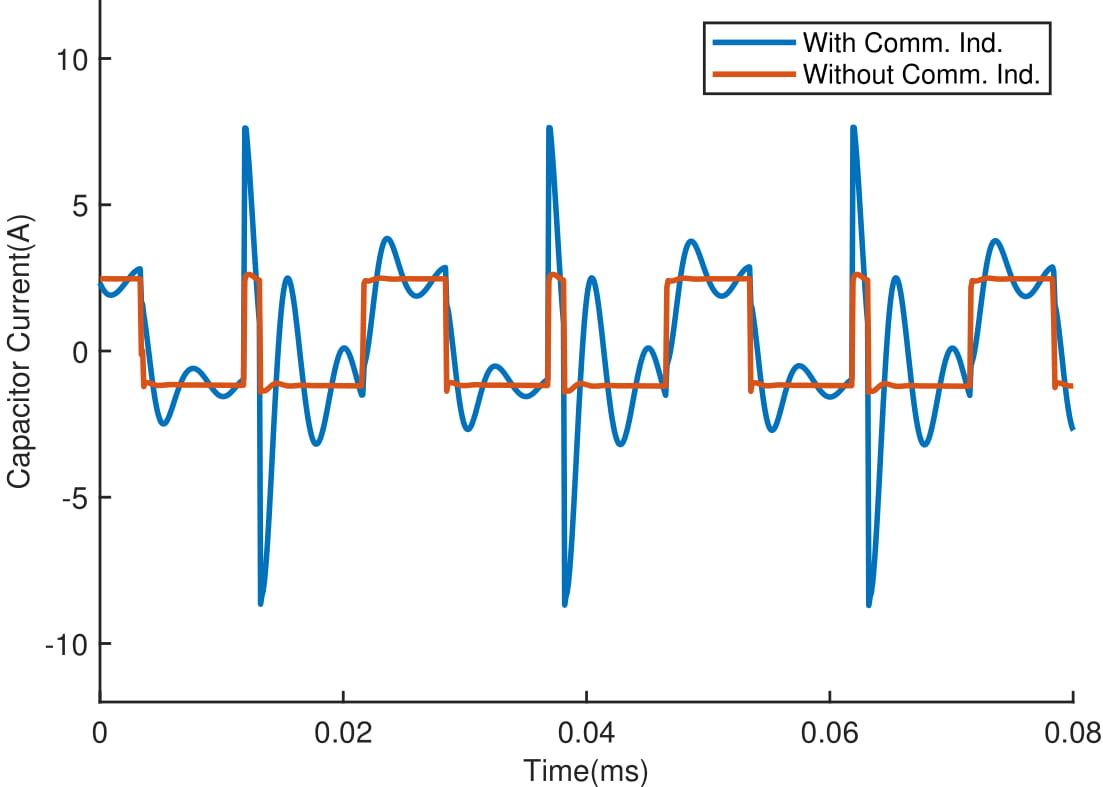 With Comm. Ind.
Without Comm. Ind.
10
5
0
-5
-10
Capacitor Current(A)
0 0.02 0.04 0.06 0.08
Time(ms)